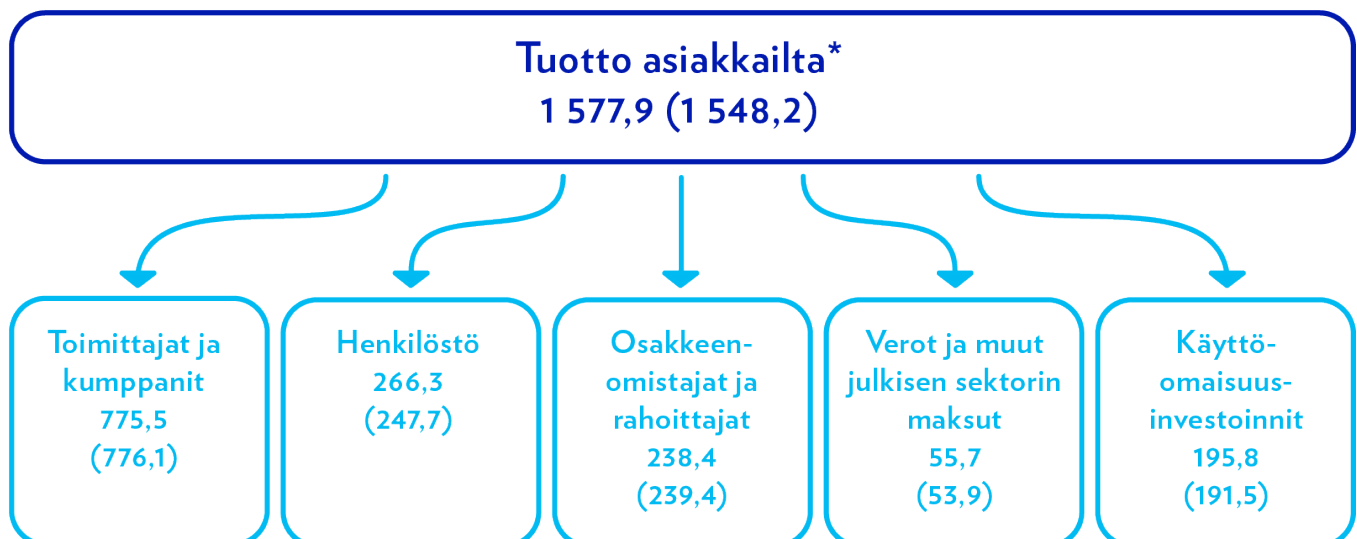 Tuotto asiakkailta*
1 577,9 (1 548,2)
Toimittajat ja
kumppanit
775,5
(776,1)
Henkilöstö
266,3
(247,7)
Osakkeen-
omistajat ja
rahoittajat
238,4
(239,4)
Verot ja muut
julkisen sektorin
maksut
55,7
(53,9)
Käyttö-
omaisuus-
investoinnit
195,8
(191,5)